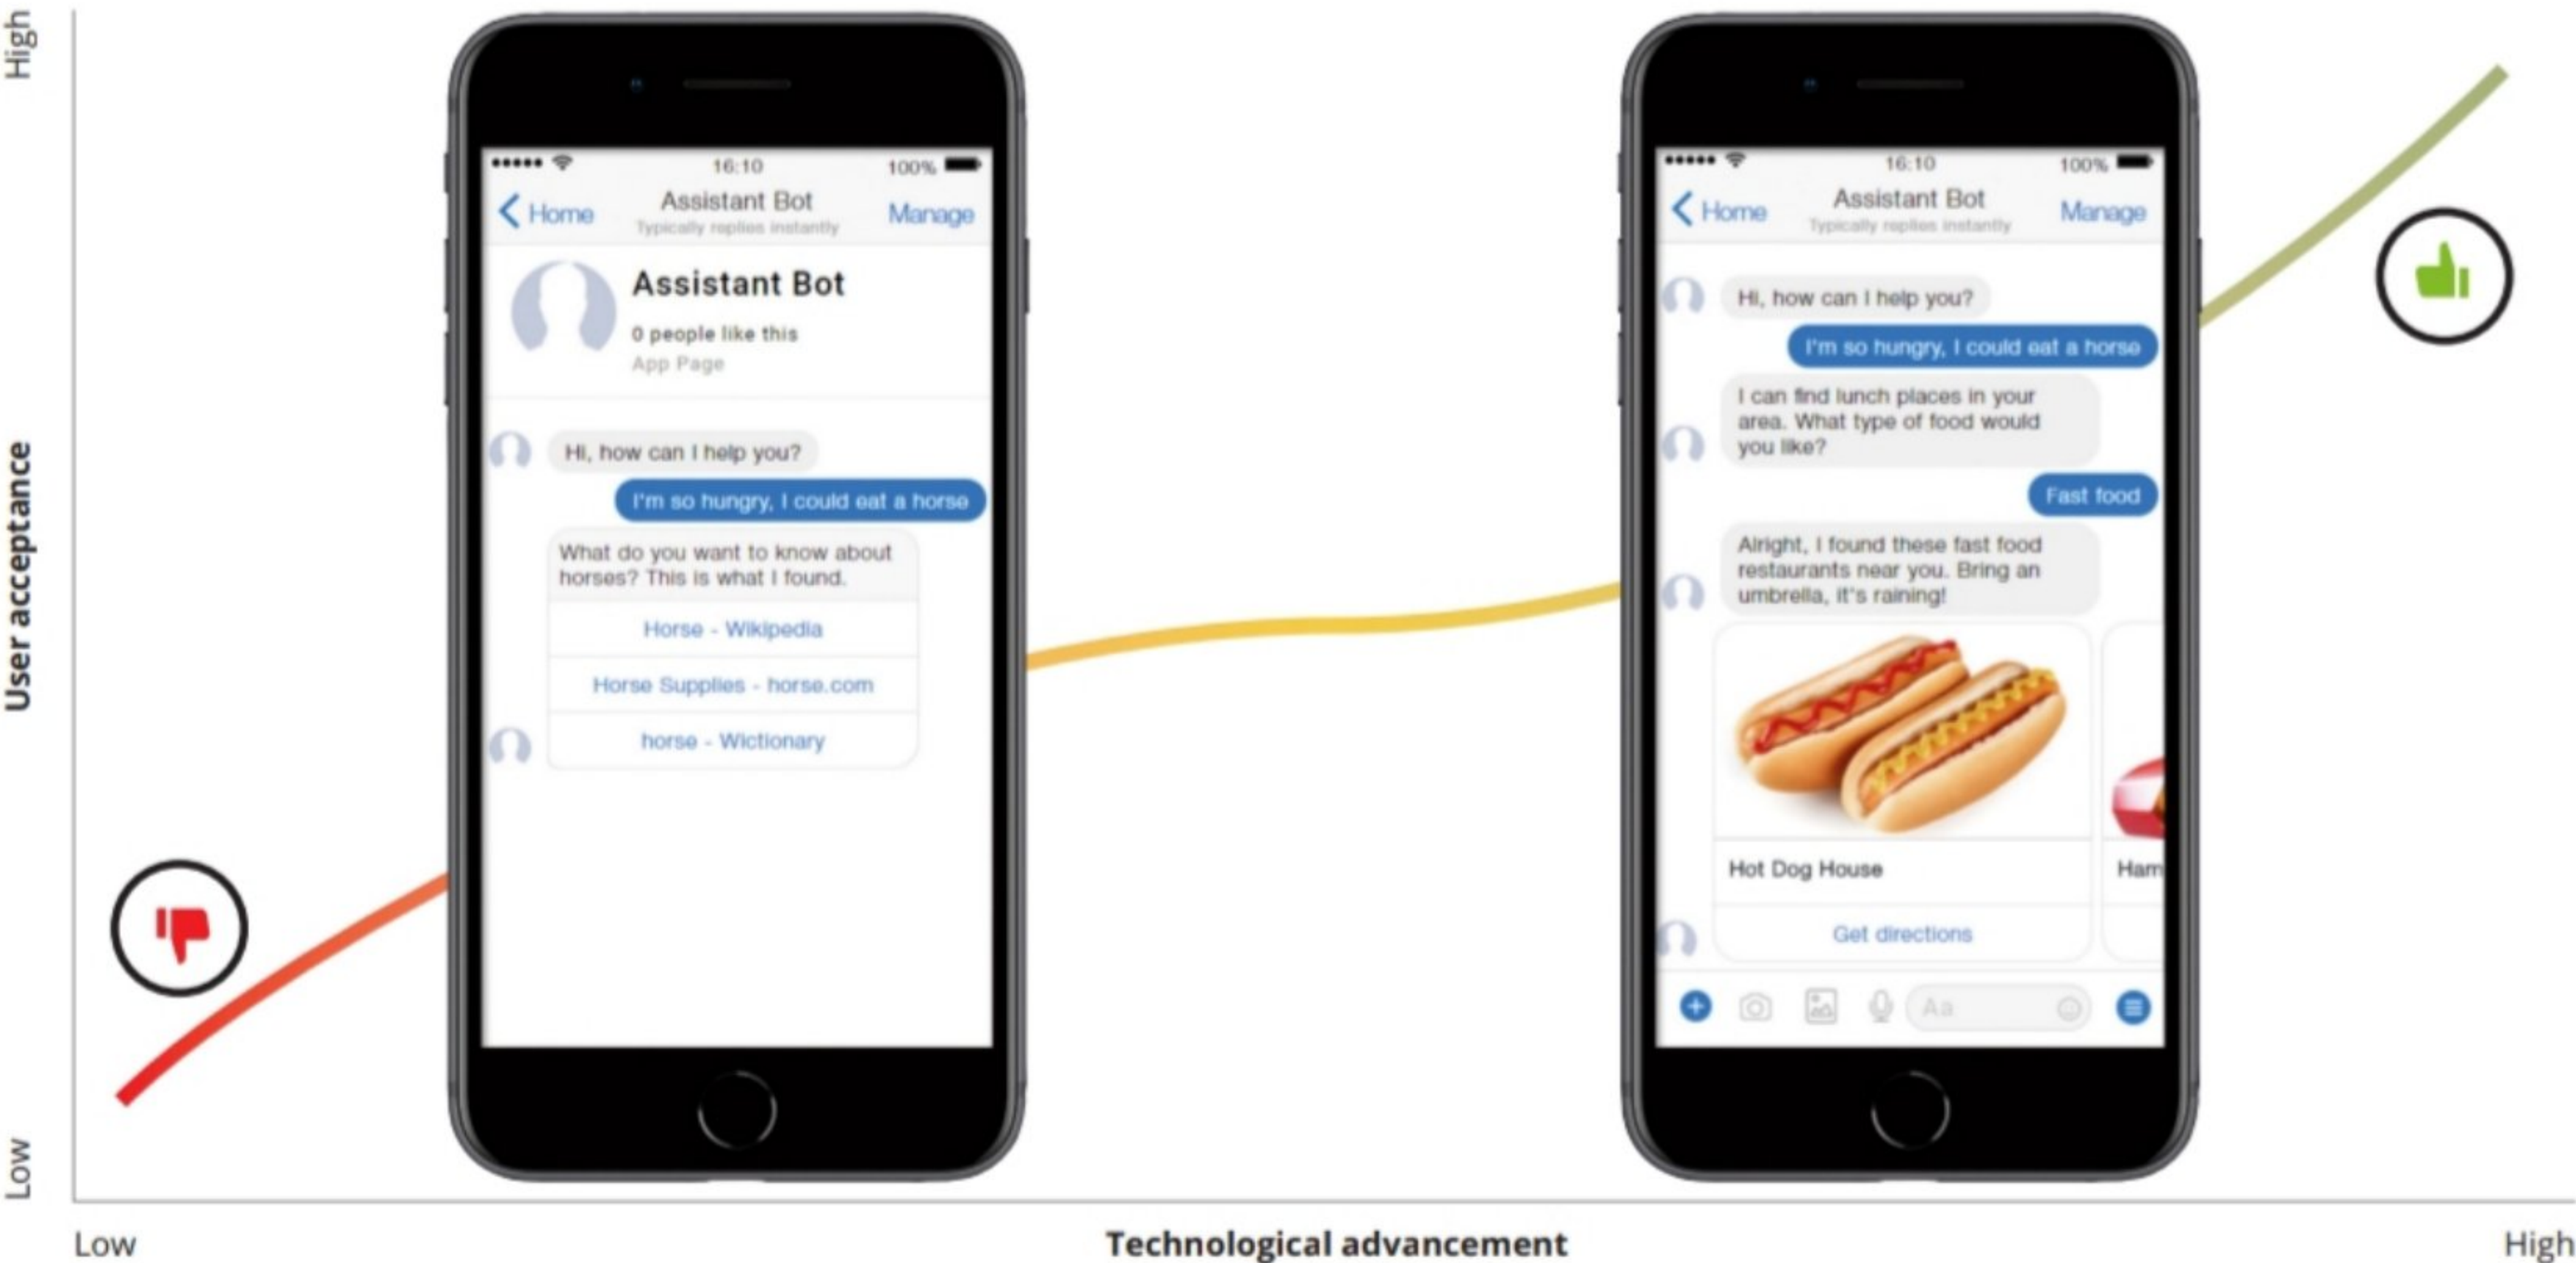 High
User acceptance
Low
16:10
100%
Home
Assistant Bot
Manage
Typically replies instantly
Assistant Bot
0 people like this
App Page
Hi, how can I help you?
I'm so hungry, I could eat a horse
What do you want to know about
horses? This is what I found.
Horse - Wikipedia
Horse Supplies - horse.com
horse - Wictionary
16:10
100%
Home
Assistant Bot
Manage
Typically replies instantly
Hi, how can I help you?
I'm so hungry, I could eat a horse
I can find lunch places in your
area. What type of food would
you like?
Fast food
Alright, I found these fast food
restaurants near you. Bring an
umbrella, it's raining!
Hot Dog House
Ham
Get directions
Aa
Low
Technological advancement
High